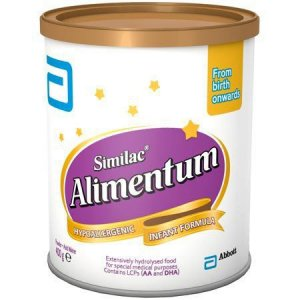 From
birth
onwards
Similac®
Alimentum
HYPOALLERGENIC INFANT FORMULA
400g e
Extensively hydrolysed food
for special medical purposes
Contains LCPs (AA and DHA)
Abbott